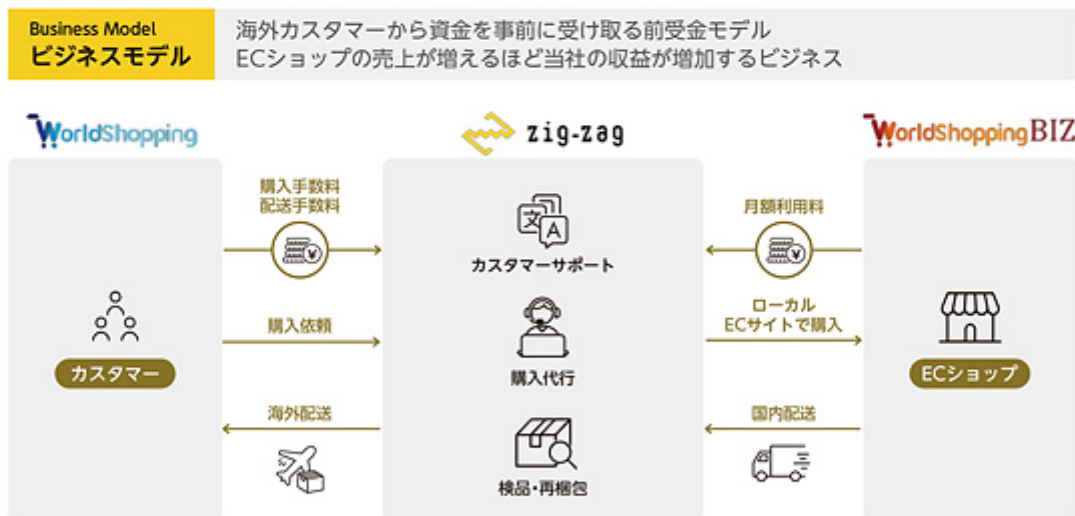 Business Model
ビジネスモデル
海外カスタマーから資金を事前に受け取る前受金モデル
ECショップの売上が増えるほど当社の収益が増加するビジネス
WorldShopping
zig-zag
WorldShopping BIZ
購入手数料
配送手数料
¥
文
A
カスタマーサポート
月額利用料
¥
購入依頼
ローカル
ECサイトで購入
カスタマー
購入代行
ECショップ
海外配送
国内配送
検品・再梱包